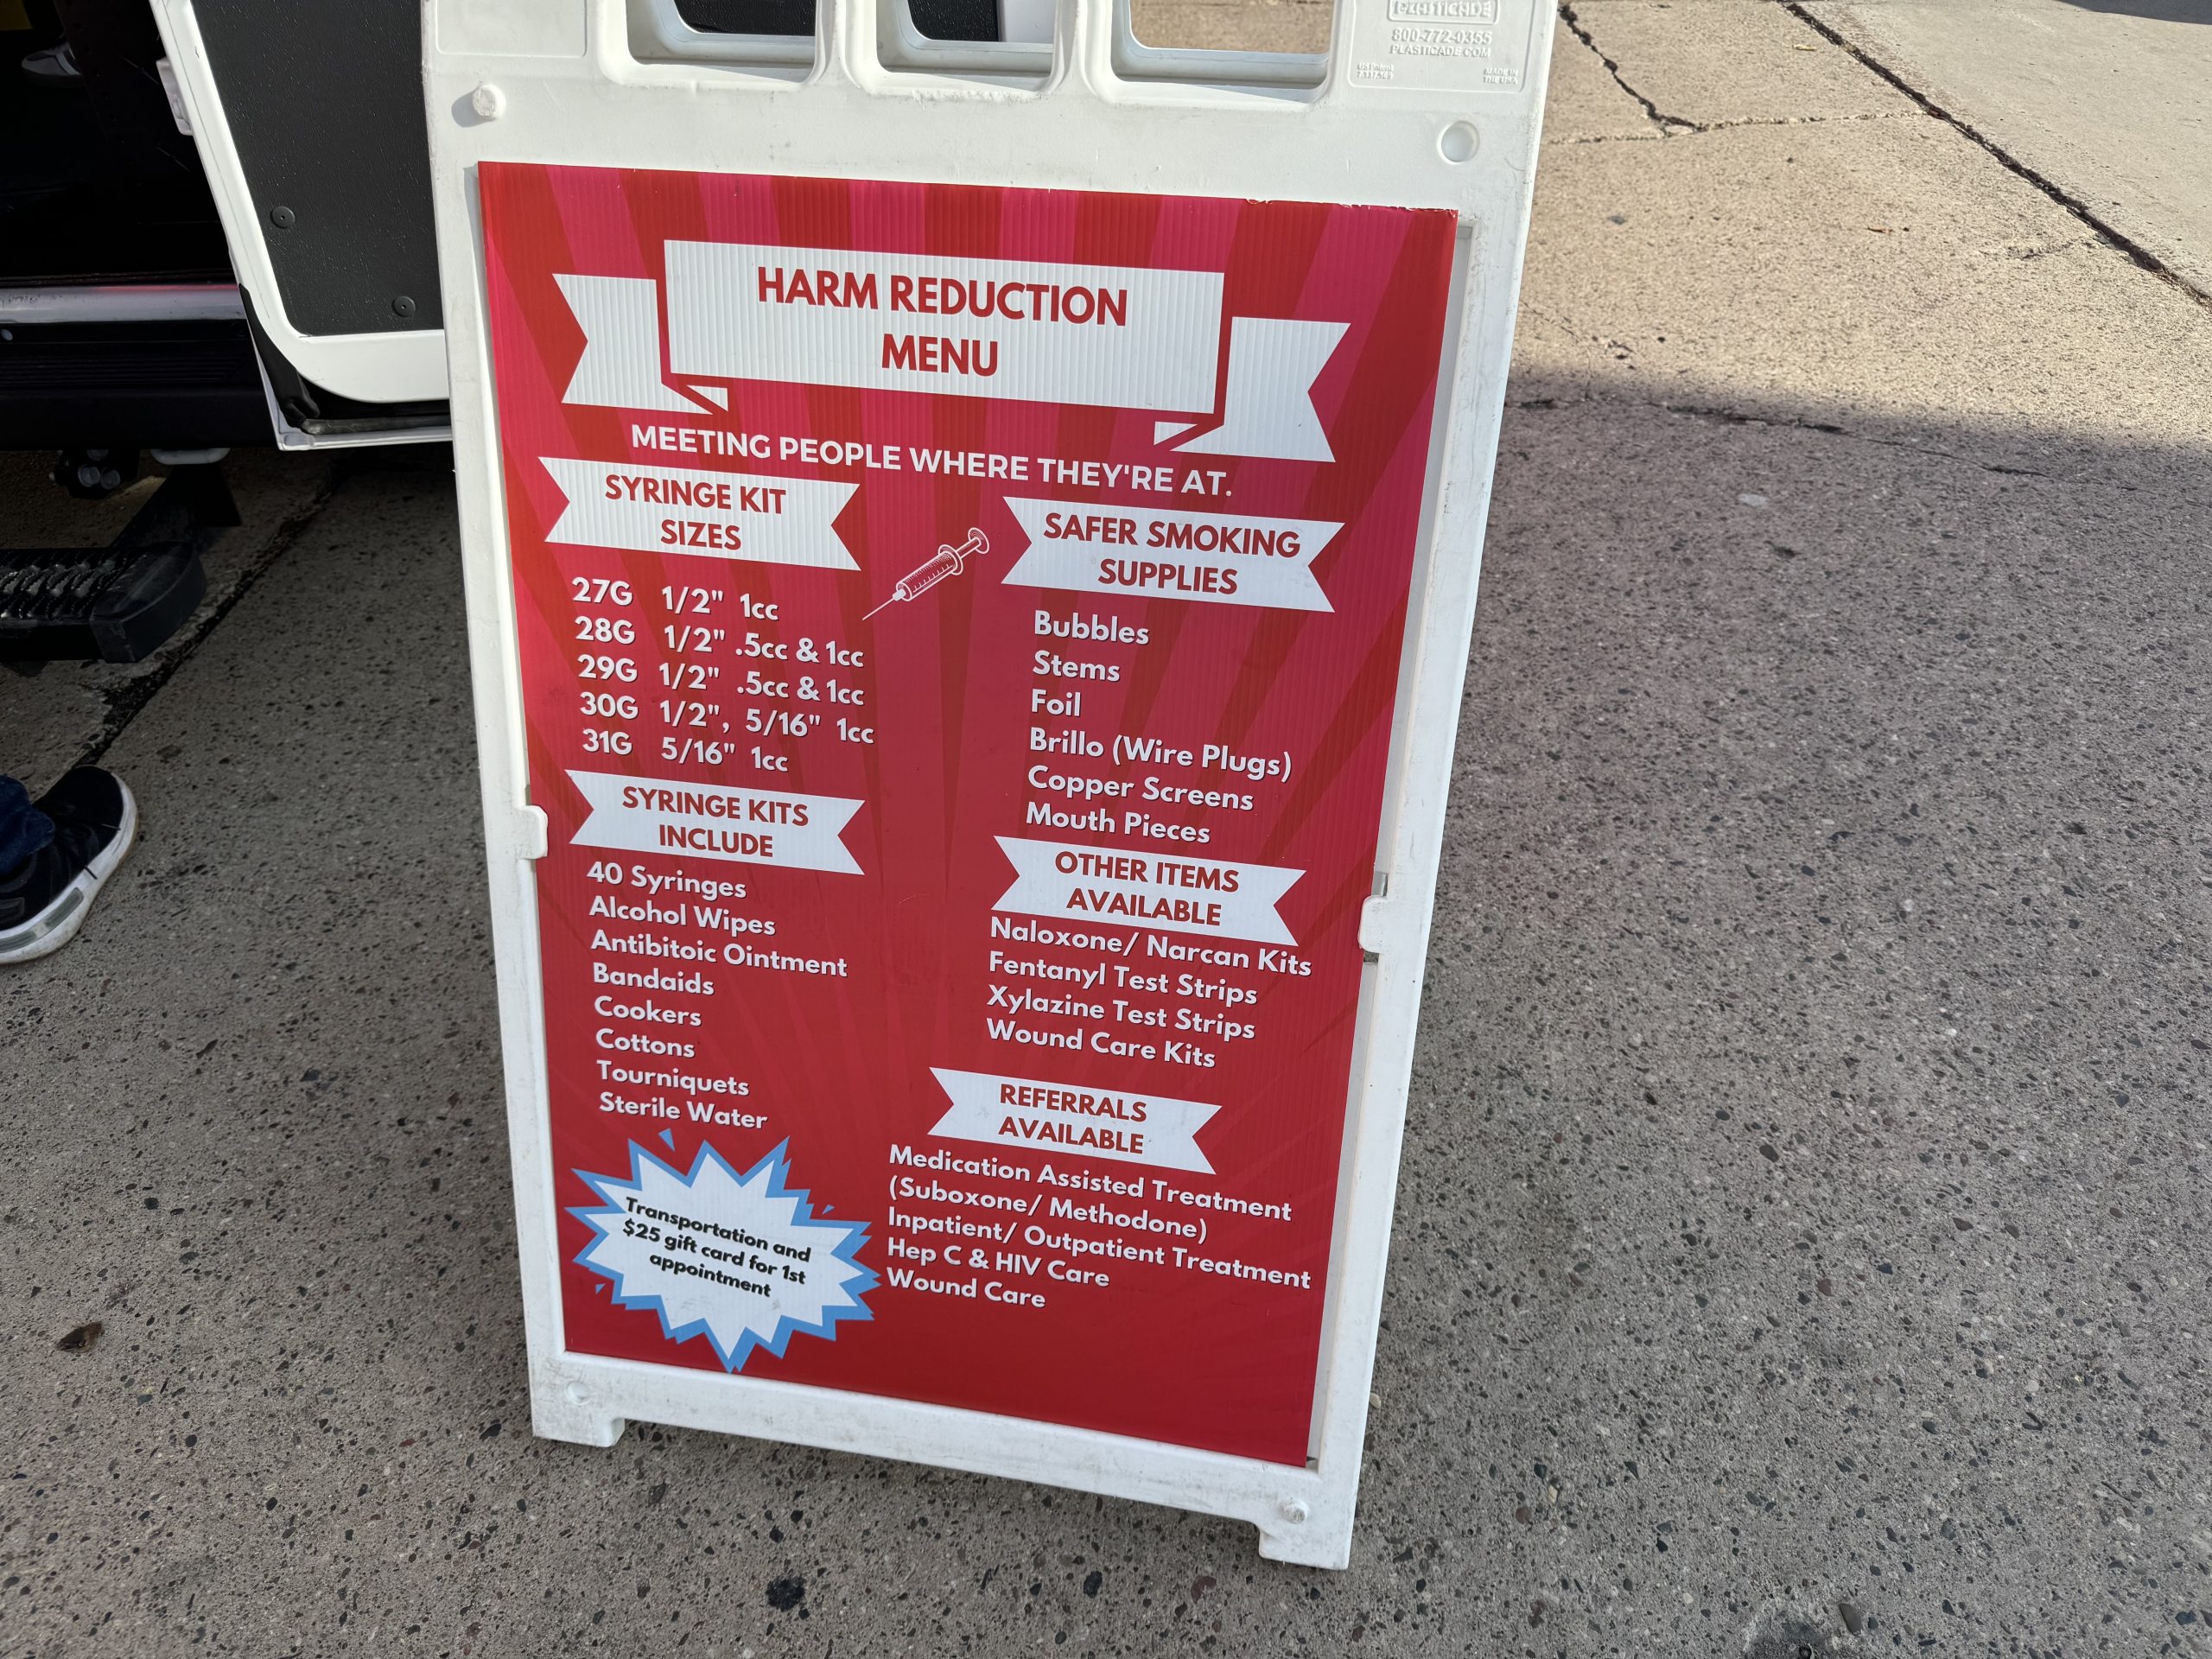 PLASTICADE
800-772-0355
PLASTICADE.COM
MADE IN
THE USA
HARM REDUCTION
MENU
MEETING PEOPLE WHERE THEY'RE AT.
SYRINGE KIT
SIZES
27G 1/2" 1cc
28G 1/2" .5cc & 1cc
29G 1/2" .5cc & 1cc
30G 1/2", 5/16" 1cc
31G 5/16" 1cc
SYRINGE KITS
INCLUDE
40 Syringes
Alcohol Wipes
Antibitoic Ointment
Bandaids
Cookers
Cottons
Tourniquets
Sterile Water
Transportation and
$25 gift card for 1st
appointment
SAFER SMOKING
SUPPLIES
Bubbles
Stems
Foil
Brillo (Wire Plugs)
Copper Screens
Mouth Pieces
OTHER ITEMS
AVAILABLE
Naloxone/ Narcan Kits
Fentanyl Test Strips
Xylazine Test Strips
Wound Care Kits
REFERRALS
AVAILABLE
Medication Assisted Treatment
(Suboxone/ Methodone)
Inpatient/ Outpatient Treatment
Hep C & HIV Care
Wound Care